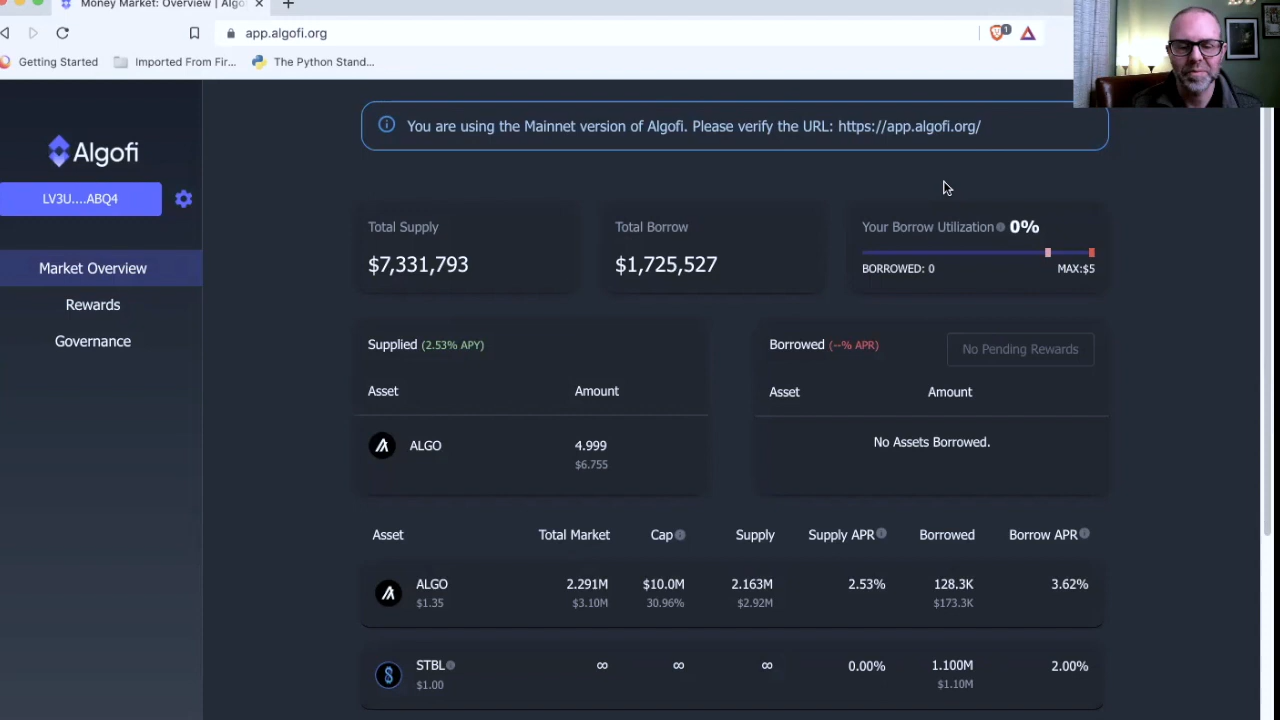 Money Market: Overview | Algo
app.algofi.org
1
Getting Started
Imported From Fir...
The Python Stand...
Algofi
You are using the Mainnet version of Algofi. Please verify the URL: https://app.algofi.org/
LV3U....ABQ4
Market Overview
Rewards
Governance
Total Supply
$7,331,793
Total Borrow
$1,725,527
Your Borrow Utilization 0%
BORROWED: 0
MAX:$5
Supplied (2.53% APY)
Asset Amount
ALGO 4.999
$6.755
Borrowed (--% APR)
No Pending Rewards
Asset Amount
No Assets Borrowed.
Asset Total Market Cap Supply Supply APR Borrowed Borrow APR
ALGO 2.291M $10.0M 2.163M 2.53% 128.3K 3.62%
$1.35 $3.10M 30.96% $2.92M $173.3K
STBL ∞ ∞ ∞ 0.00% 1.100M 2.00%
$1.00 $1.10M